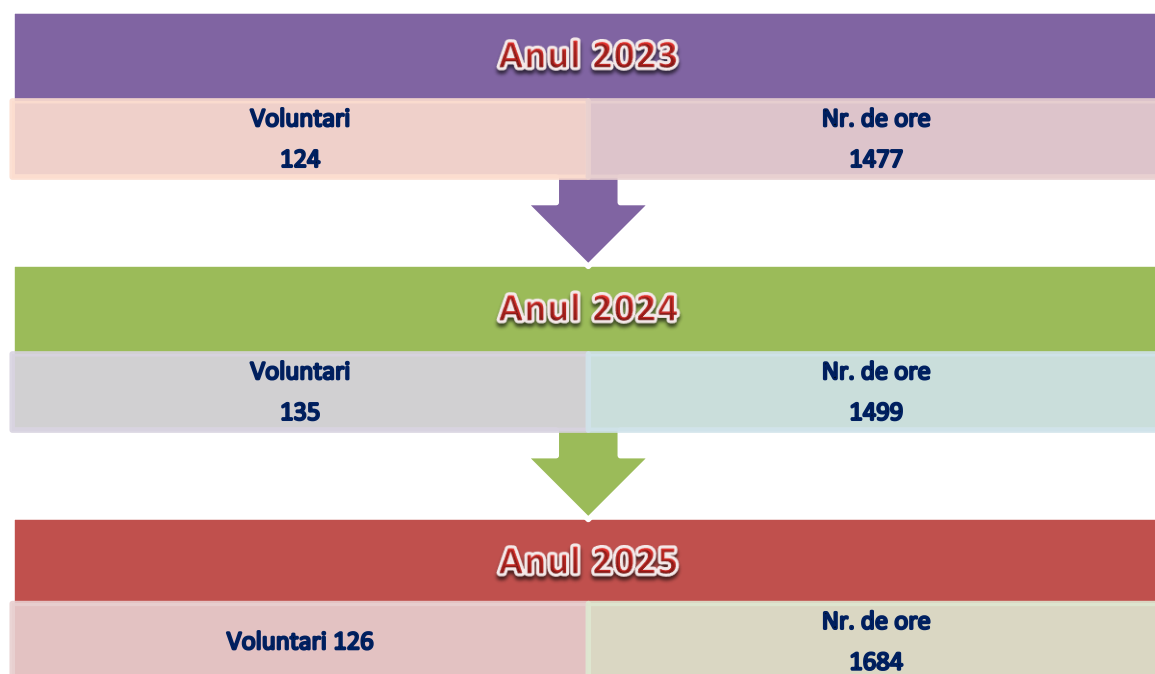 Anul 2023
Voluntari
124
Nr. de ore
1477
Anul 2024
Voluntari
135
Nr. de ore
1499
Anul 2025
Voluntari 126
Nr. de ore
1684